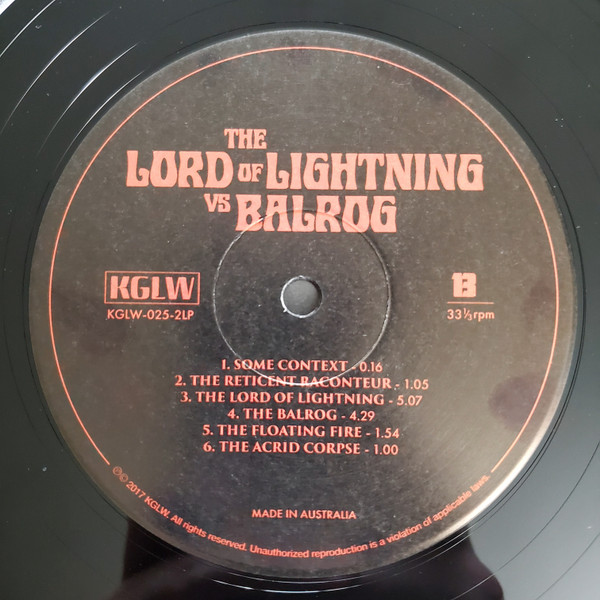 THE
LORD OF LIGHTNING
VS BALROG
KGLW
KGLW-025-2LP
B
33⅓rpm
1. SOME CONTEXT - 0.16
2. THE RETICENT RACONTEUR - 1.05
3. THE LORD OF LIGHTNING - 5.07
4. THE BALROG - 4.29
5. THE FLOATING FIRE - 1.54
6. THE ACRID CORPSE - 1.00
MADE IN AUSTRALIA
℗© 2017 KGLW. All rights reserved. Unauthorized reproduction is a violation of applicable laws.